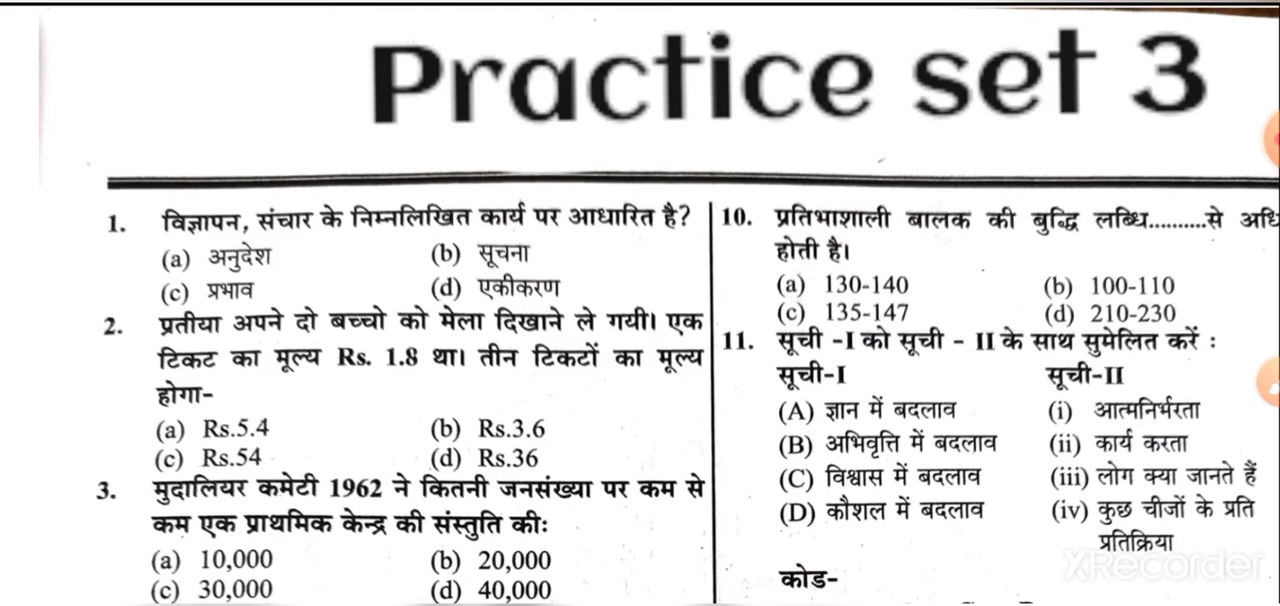 Practice set 3
1. विज्ञापन, संचार के निम्नलिखित कार्य पर आधारित है?
(a) अनुदेश (b) सूचना
(c) प्रभाव (d) एकीकरण
2. प्रतीया अपने दो बच्चो को मेला दिखाने ले गयी। एक
टिकट का मूल्य Rs. 1.8 था। तीन टिकटों का मूल्य
होगा-
(a) Rs.5.4 (b) Rs.3.6
(c) Rs.54 (d) Rs.36
3. मुदालियर कमेटी 1962 ने कितनी जनसंख्या पर कम से
कम एक प्राथमिक केन्द्र की संस्तुति कीः
(a) 10,000 (b) 20,000
(c) 30,000 (d) 40,000
10. प्रतिभाशाली बालक की बुद्धि लब्धि..........से
होती है।
(a) 130-140 (b) 100-110
(c) 135-147 (d) 210-230
11. सूची -I को सूची - II के साथ सुमेलित करें :
सूची-I सूची-II
(A) ज्ञान में बदलाव (i) आत्मनिर्भरता
(B) अभिवृत्ति में बदलाव (ii) कार्य करता
(C) विश्वास में बदलाव (iii) लोग क्या जानते हैं
(D) कौशल में बदलाव (iv) कुछ चीजों के प्रति
प्रतिक्रिया
कोड-
XRecorder